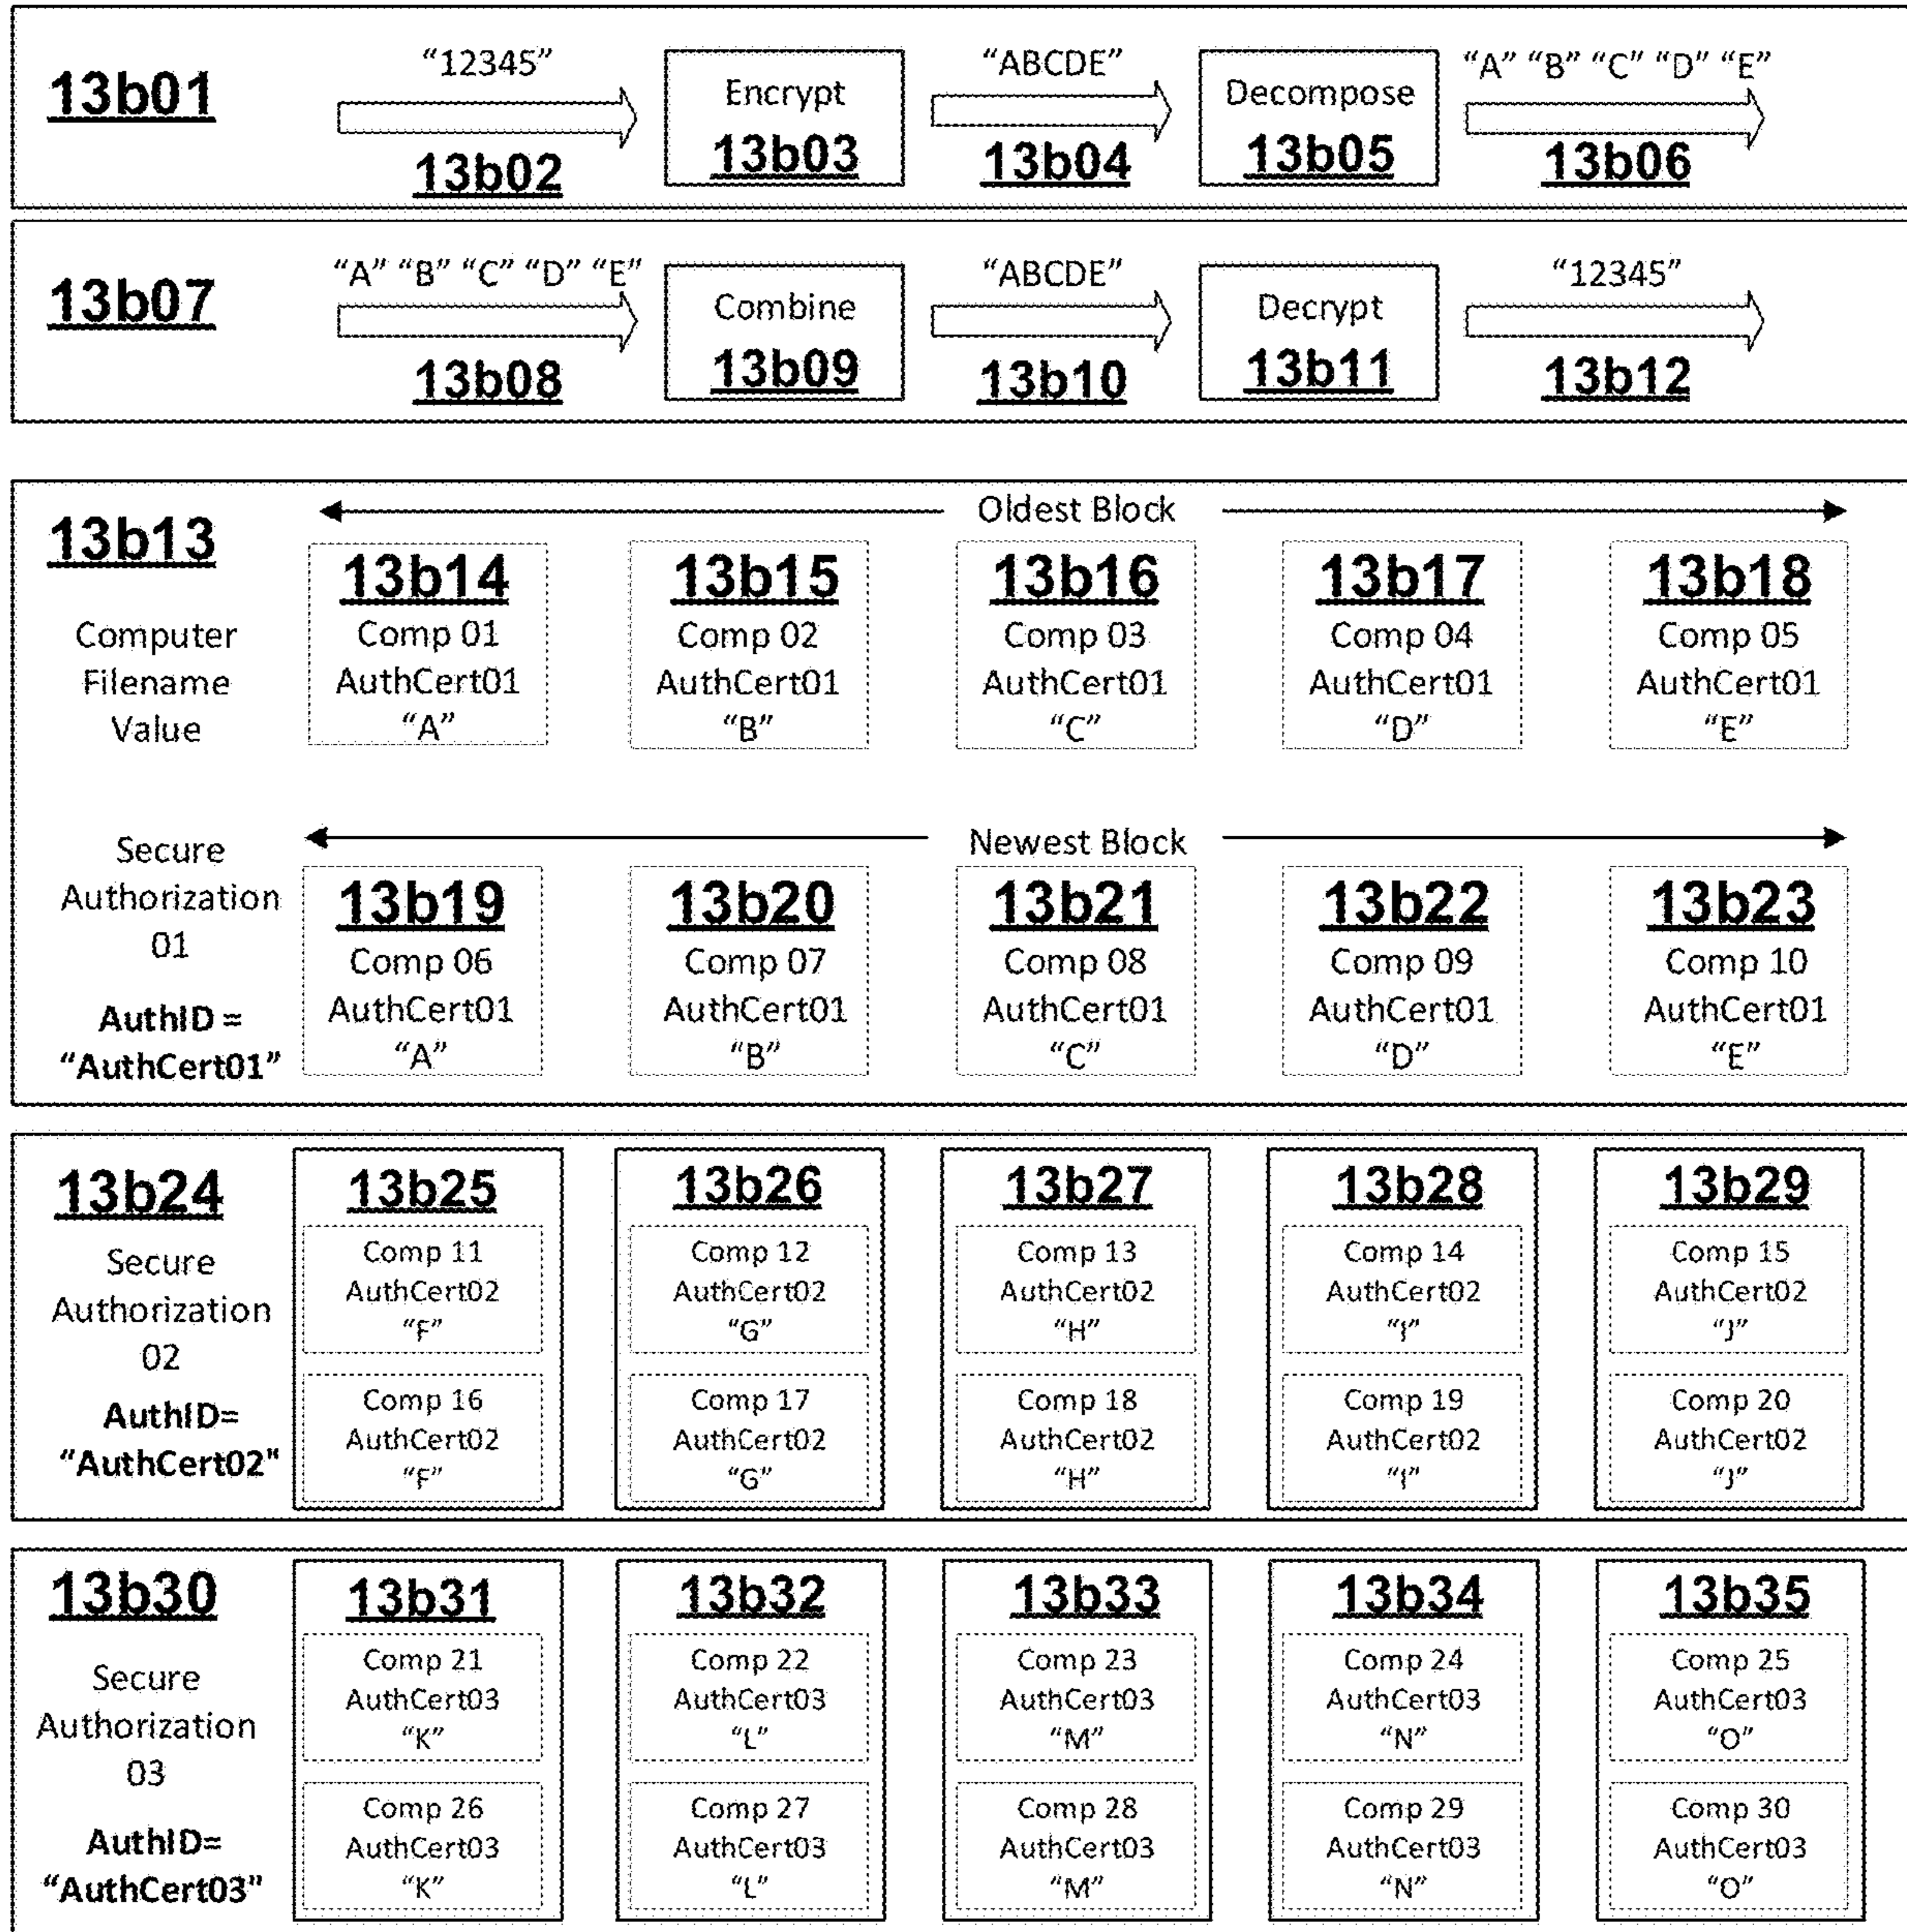 13b01
“12345”
13b02
Encrypt
13b03
“ABCDE”
13b04
Decompose
13b05
“A” “B” “C” “D” “E”
13b06
13b07
“A” “B” “C” “D” “E”
13b08
Combine
13b09
“ABCDE”
13b10
Decrypt
13b11
“12345”
13b12
13b13
Computer
Filename
Value
Oldest Block
13b14
Comp 01
AuthCert01
“A”
13b15
Comp 02
AuthCert01
“B”
13b16
Comp 03
AuthCert01
“C”
13b17
Comp 04
AuthCert01
“D”
13b18
Comp 05
AuthCert01
“E”
Secure
Authorization
01
AuthID =
“AuthCert01”
Newest Block
13b19
Comp 06
AuthCert01
“A”
13b20
Comp 07
AuthCert01
“B”
13b21
Comp 08
AuthCert01
“C”
13b22
Comp 09
AuthCert01
“D”
13b23
Comp 10
AuthCert01
“E”
13b24
Secure
Authorization
02
AuthID=
“AuthCert02"
13b25
Comp 11
AuthCert02
“F”
Comp 16
AuthCert02
“F”
13b26
Comp 12
AuthCert02
“G”
Comp 17
AuthCert02
“G”
13b27
Comp 13
AuthCert02
“H”
Comp 18
AuthCert02
“H”
13b28
Comp 14
AuthCert02
“I”
Comp 19
AuthCert02
“I”
13b29
Comp 15
AuthCert02
“J”
Comp 20
AuthCert02
“J”
13b30
Secure
Authorization
03
AuthID=
“AuthCert03”
13b31
Comp 21
AuthCert03
“K”
Comp 26
AuthCert03
“K”
13b32
Comp 22
AuthCert03
“L”
Comp 27
AuthCert03
“L”
13b33
Comp 23
AuthCert03
“M”
Comp 28
AuthCert03
“M”
13b34
Comp 24
AuthCert03
“N”
Comp 29
AuthCert03
“N”
13b35
Comp 25
AuthCert03
“O”
Comp 30
AuthCert03
“O”